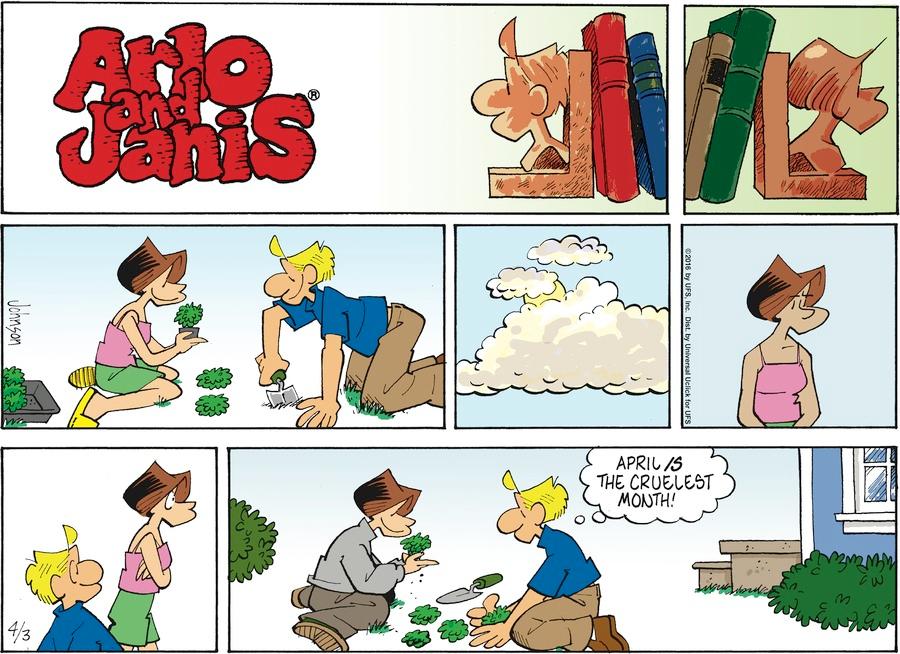 Arlo
and
Janis®
Johnson
©2016 by UFS, Inc. Dist. by Universal Uclick for UFS
4/3
APRIL IS
THE CRUELEST
MONTH!